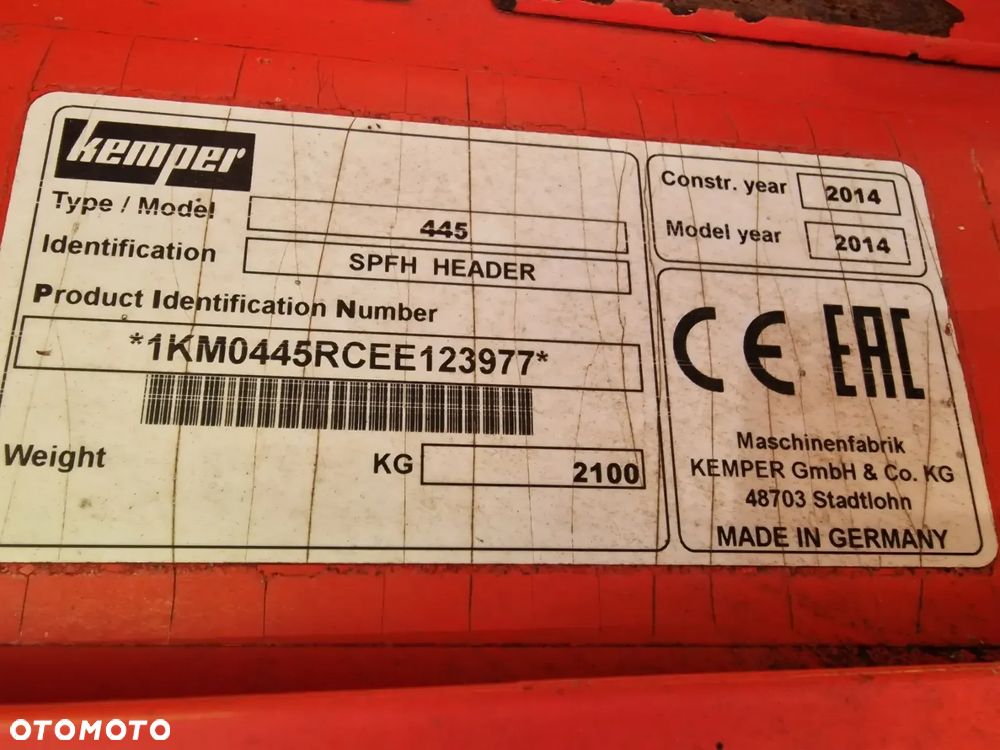 kemper
Type / Model 445
Identification SPFH HEADER
Product Identification Number
*1KM0445RCEE123977*
Weight KG 2100
Constr. year 2014
Model year 2014
CE EAC
Maschinenfabrik
KEMPER GmbH & Co. KG
48703 Stadtlohn
MADE IN GERMANY
OTOMOTO